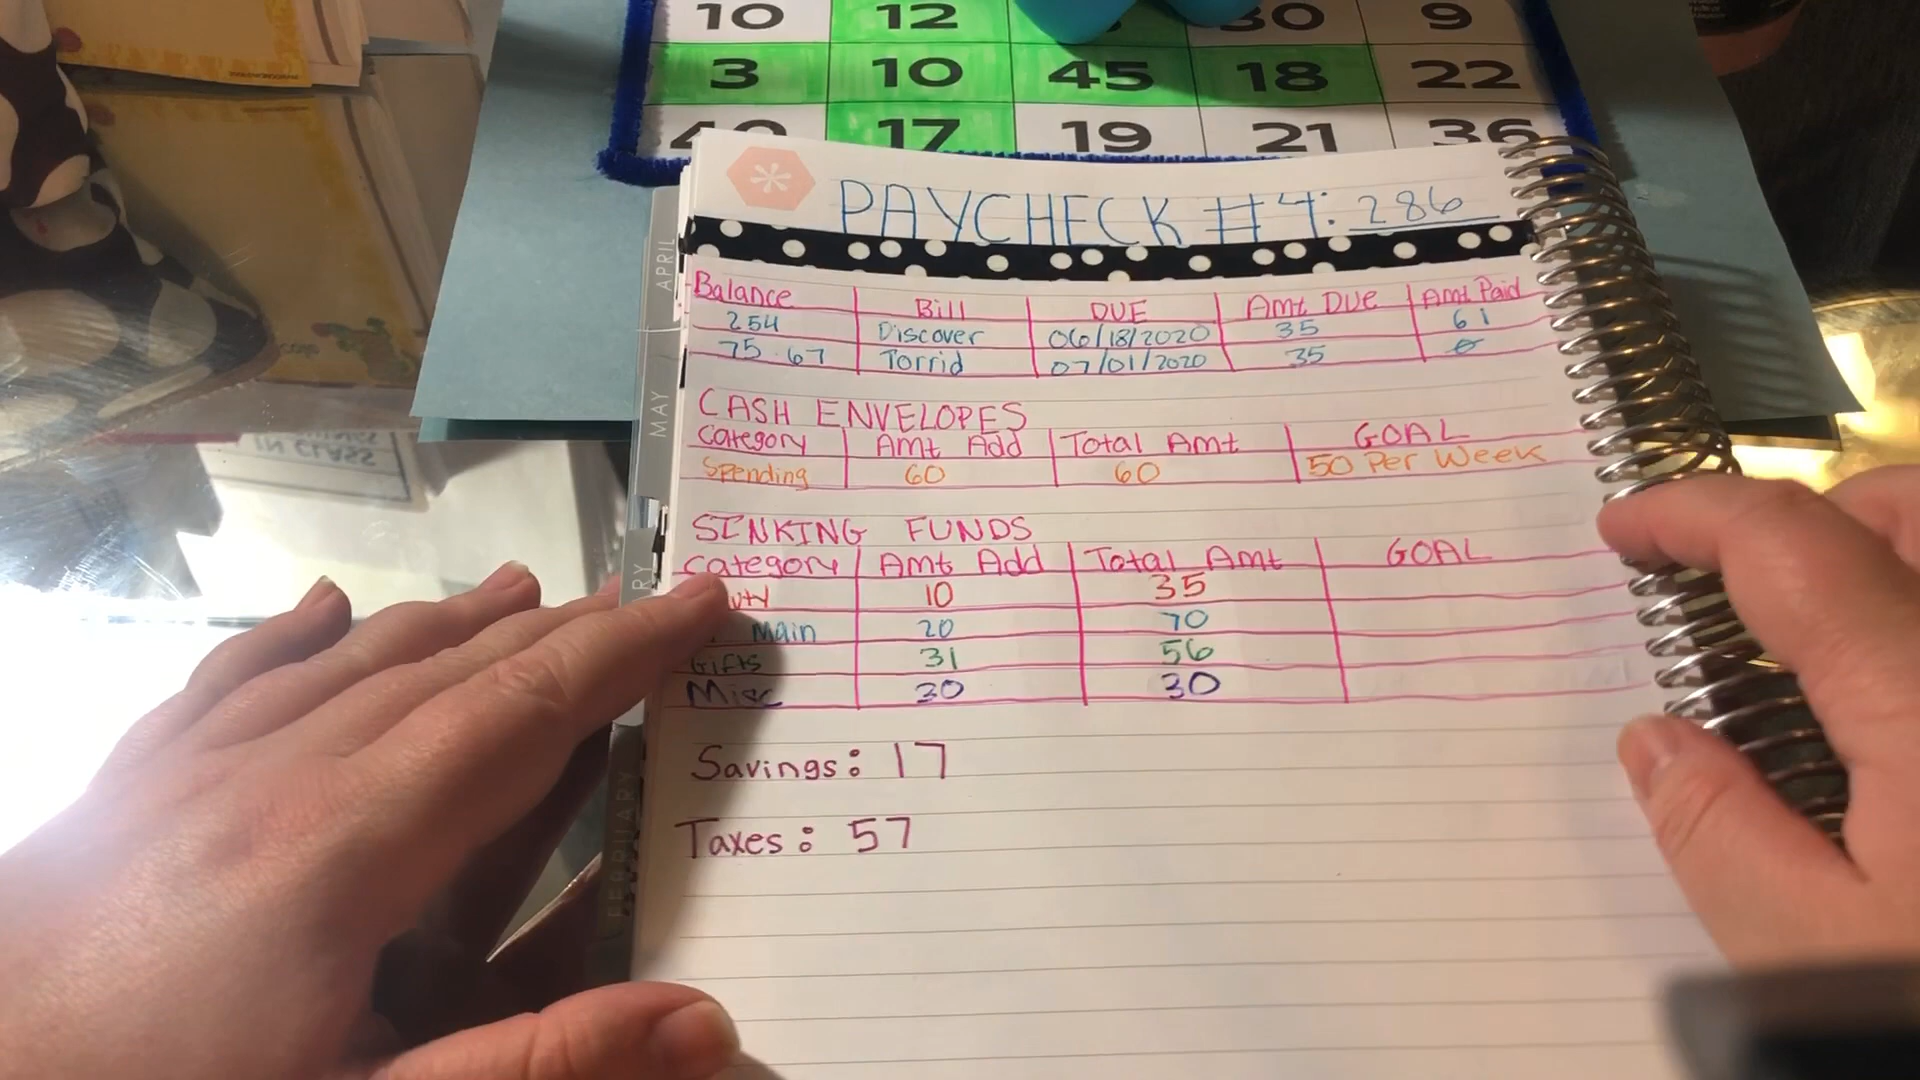 10 12 30 9
3 10 45 18 22
17 19 21 36
PAYCHECK #4: 286
Balance Bill DUE Amt DUE Amt Paid
254 Discover 06/18/2020 35 61
75.67 Torrid 07/01/2020 35 0
CASH ENVELOPES
Category Amt Add Total Amt GOAL
Spending 60 60 50 Per Week
SINKING FUNDS
Category Amt Add Total Amt GOAL
10 35
Main 20 70
Gifts 31 56
Misc 30 30
Savings: 17
Taxes: 57
APRIL
MAY
FEBRUARY
IN CLASS